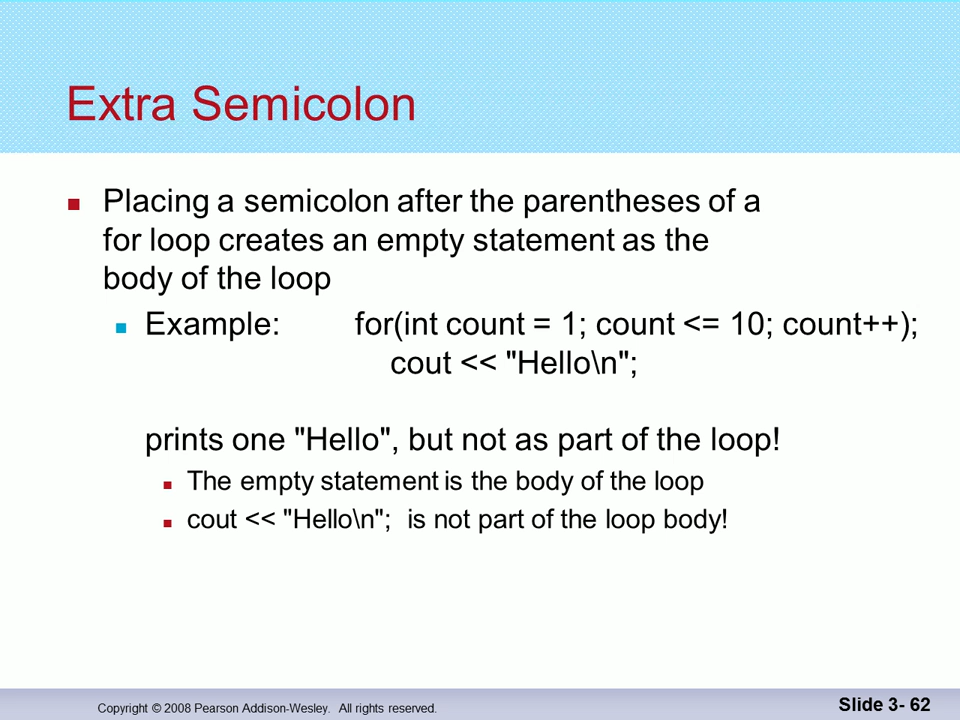 Extra Semicolon
Placing a semicolon after the parentheses of a
for loop creates an empty statement as the
body of the loop
Example: for(int count = 1; count <= 10; count++);
cout << "Hello\n";
prints one "Hello", but not as part of the loop!
The empty statement is the body of the loop
cout << "Hello\n"; is not part of the loop body!
Copyright © 2008 Pearson Addison-Wesley. All rights reserved.
Slide 3- 62